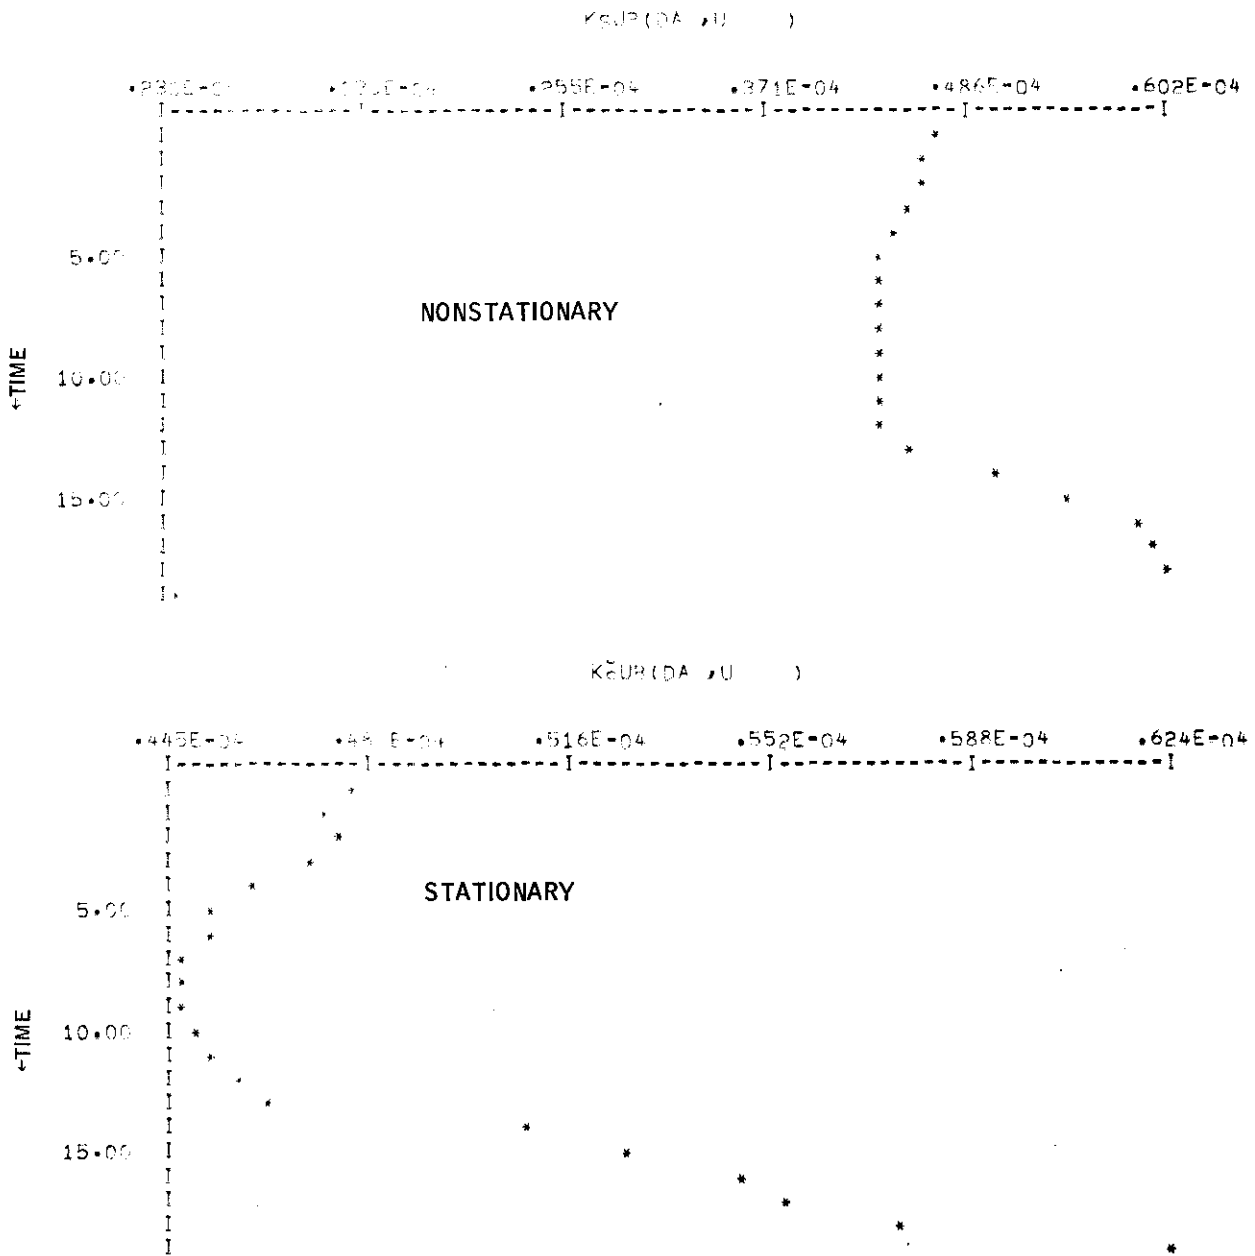 .371E-04 .486E-04 .602E-04
5.00
NONSTATIONARY
←TIME
10.00
15.00
.445E-04 .516E-04 .552E-04 .588E-04 .624E-04
STATIONARY
5.00
←TIME
10.00
15.00